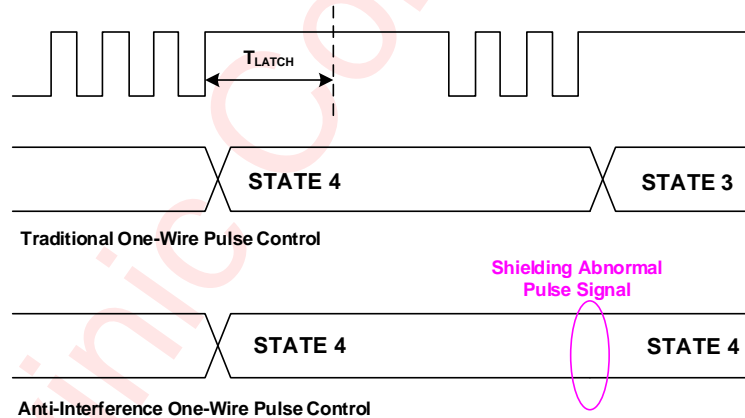 TLATCH
STATE 4
STATE 3
Traditional One-Wire Pulse Control
Shielding Abnormal
Pulse Signal
STATE 4
STATE 4
Anti-Interference One-Wire Pulse Control